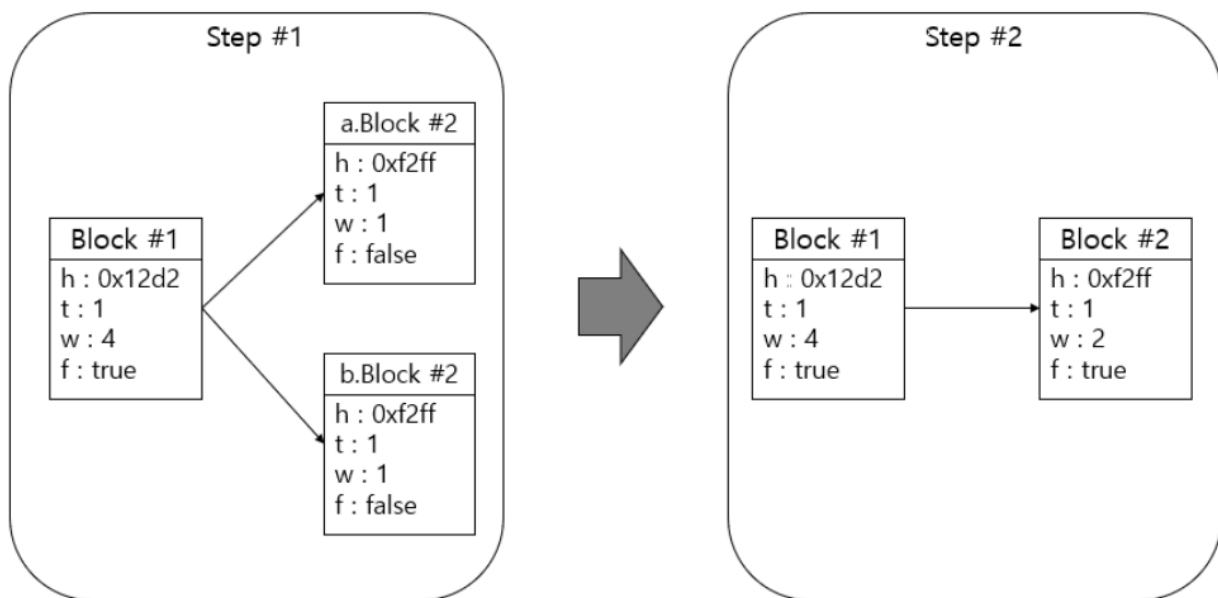 Step #1
a.Block #2
h : 0xf2ff
t : 1
w : 1
f : false
Block #1
h : 0x12d2
t : 1
w : 4
f : true
b.Block #2
h : 0xf2ff
t : 1
w : 1
f : false
Step #2
Block #1
h : 0x12d2
t : 1
w : 4
f : true
Block #2
h : 0xf2ff
t : 1
w : 2
f : true